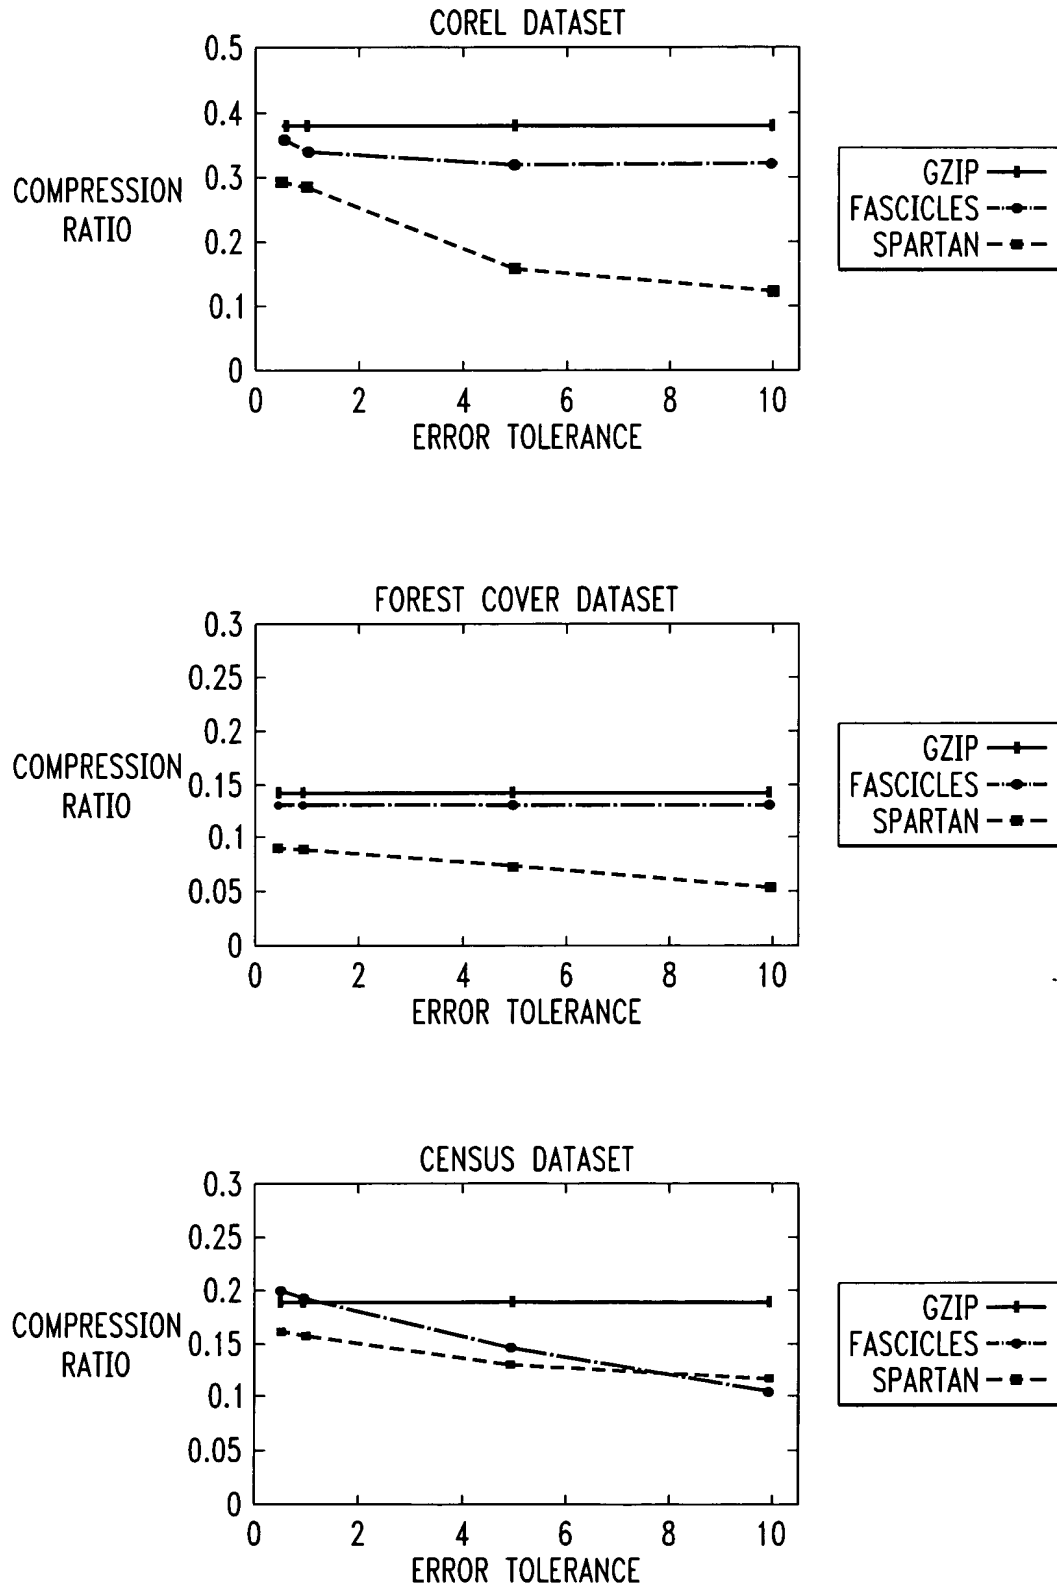 COREL DATASET
0.5
0.4
0.3
0.2
0.1
0
COMPRESSION
RATIO
0 2 4 6 8 10
ERROR TOLERANCE
GZIP
FASCICLES
SPARTAN
FOREST COVER DATASET
0.3
0.25
0.2
0.15
0.1
0.05
0
COMPRESSION
RATIO
0 2 4 6 8 10
ERROR TOLERANCE
GZIP
FASCICLES
SPARTAN
CENSUS DATASET
0.3
0.25
0.2
0.15
0.1
0.05
0
COMPRESSION
RATIO
0 2 4 6 8 10
ERROR TOLERANCE
GZIP
FASCICLES
SPARTAN